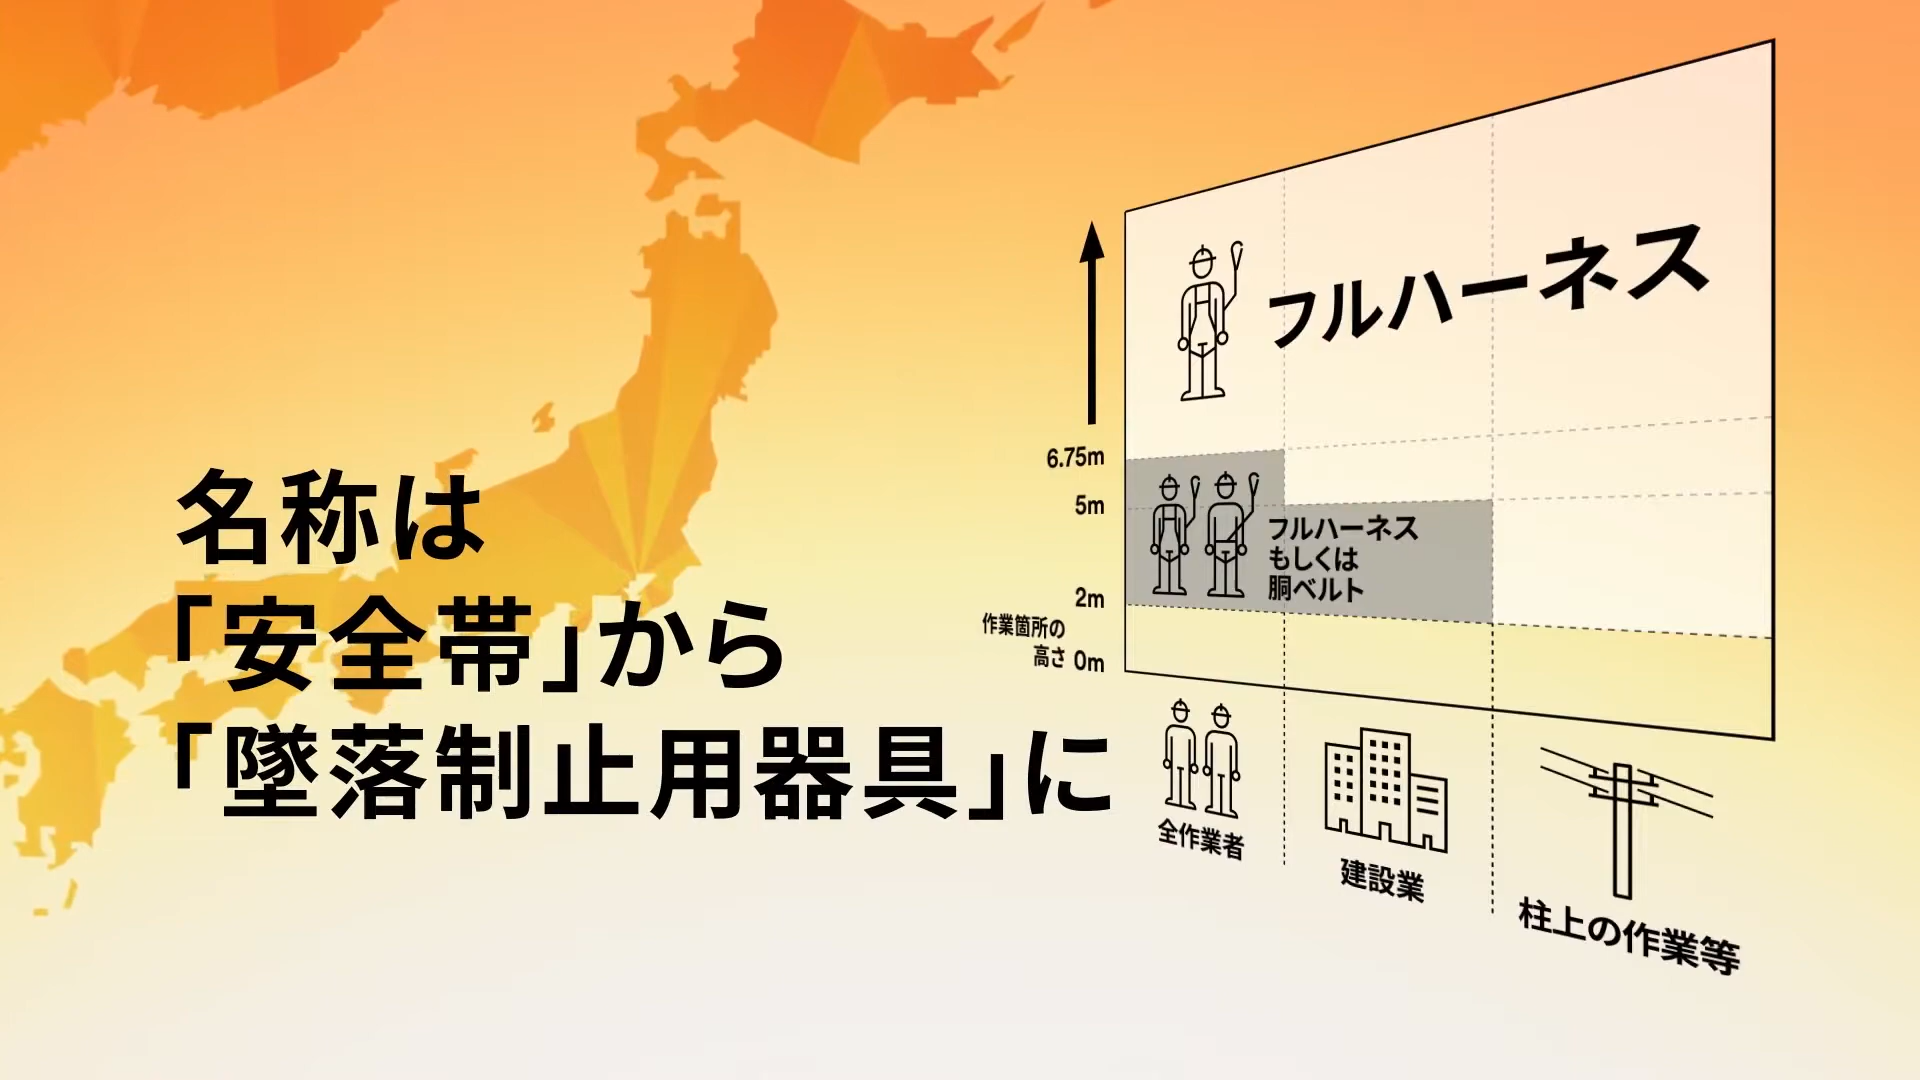 名称は
「安全帯」から
「墜落制止用器具」に
フルハーネス
6.75m
5m
フルハーネス
もしくは
胴ベルト
2m
作業箇所の
高さ 0m
全作業者
建設業
柱上の作業等